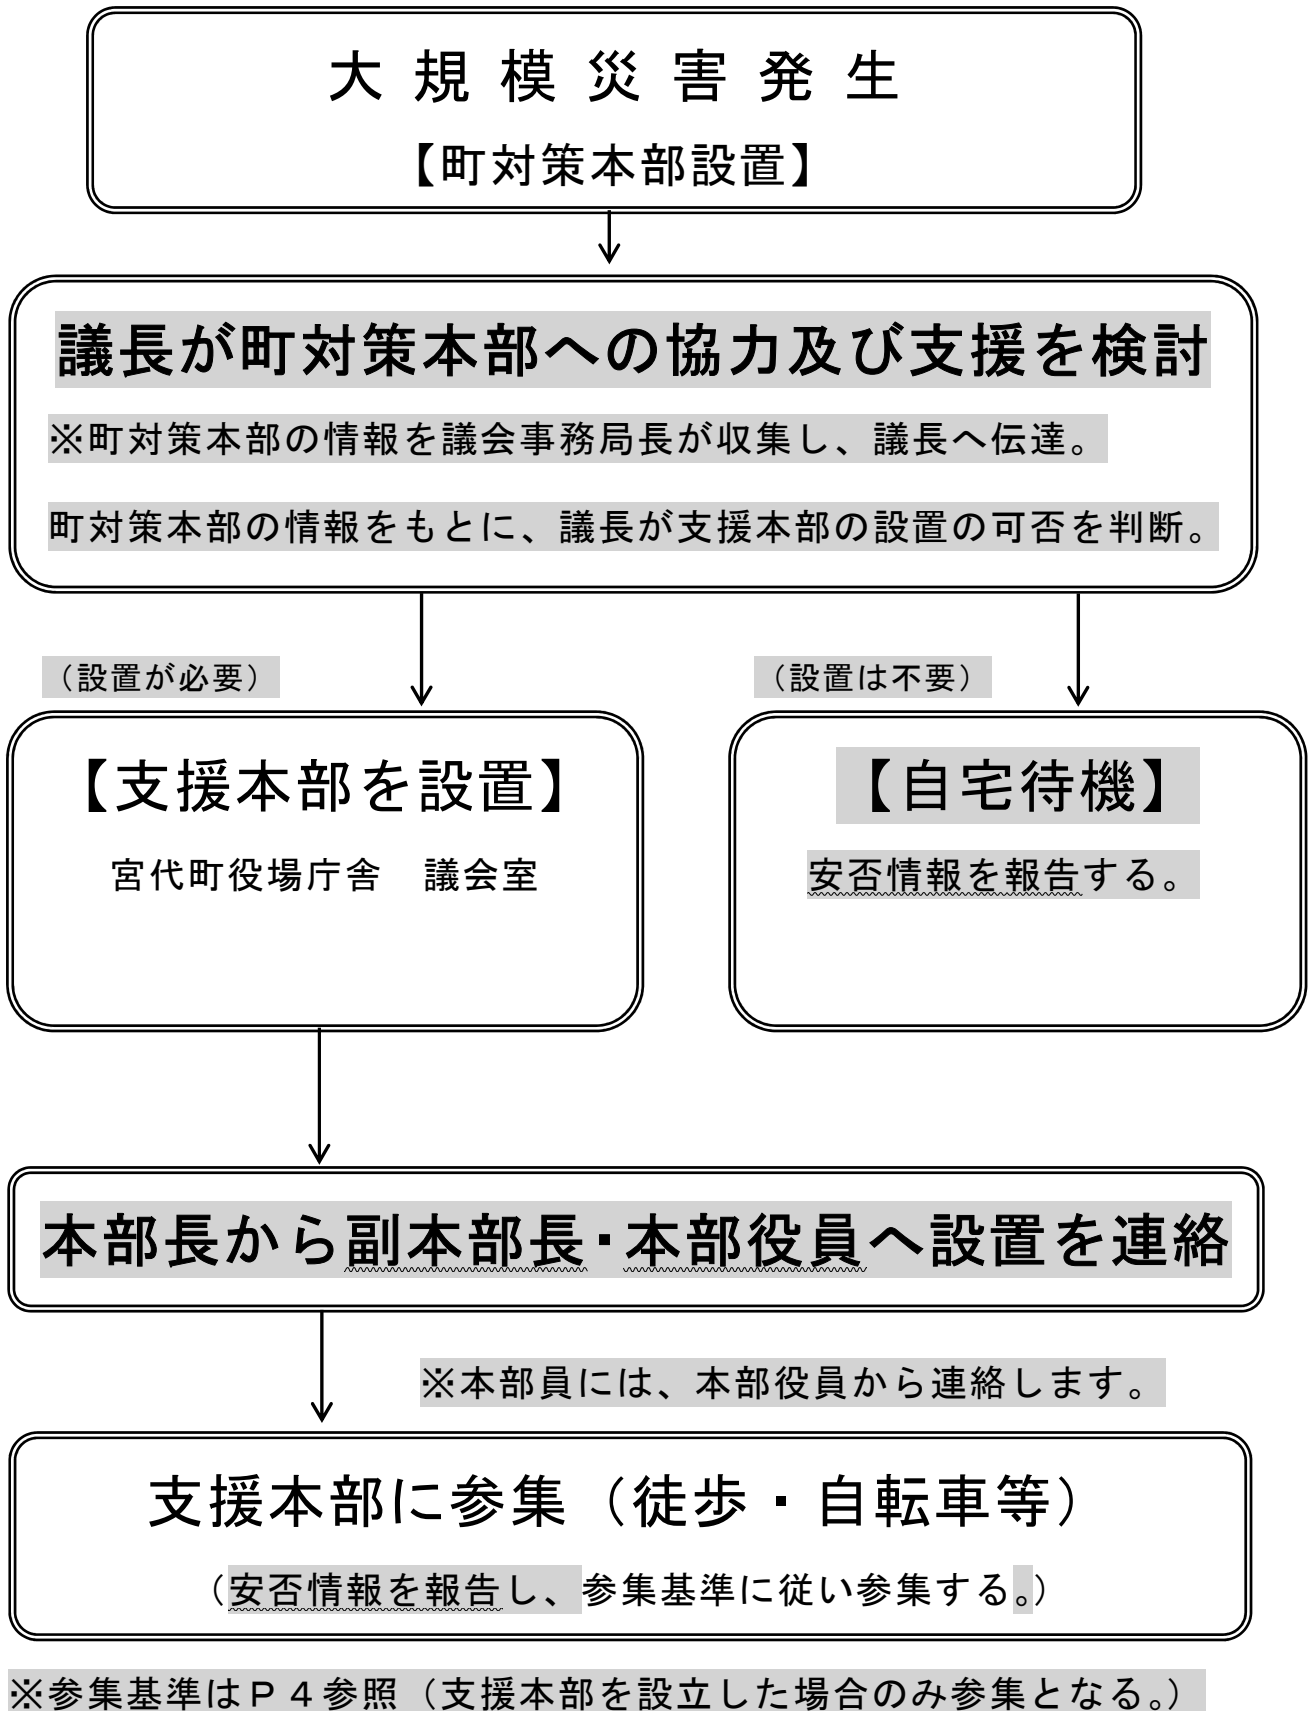 大規模災害発生
【町対策本部設置】
議長が町対策本部への協力及び支援を検討
※町対策本部の情報を議会事務局長が収集し、議長へ伝達。
町対策本部の情報をもとに、議長が支援本部の設置の可否を判断。
（設置が必要）
（設置は不要）
【支援本部を設置】
宮代町役場庁舎　議会室
【自宅待機】
安否情報を報告する。
本部長から副本部長・本部役員へ設置を連絡
※本部員には、本部役員から連絡します。
支援本部に参集（徒歩・自転車等）
（安否情報を報告し、参集基準に従い参集する。）
※参集基準はＰ４参照（支援本部を設立した場合のみ参集となる。）